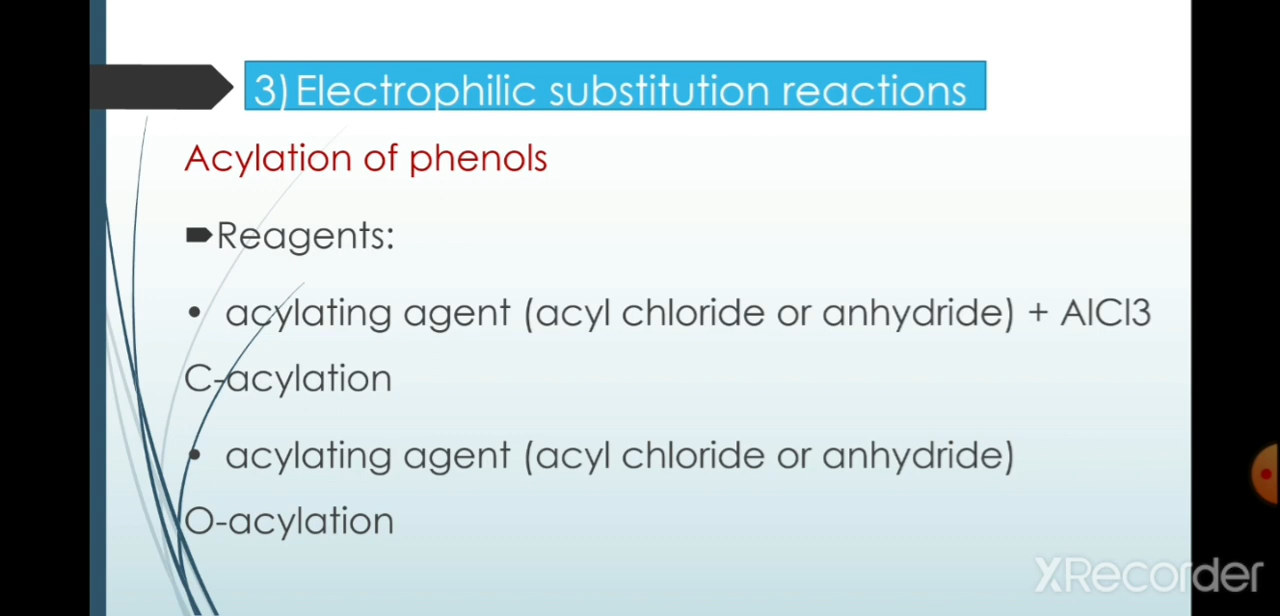 3) Electrophilic substitution reactions
Acylation of phenols
Reagents:
• acylating agent (acyl chloride or anhydride) + AlCl3
C-acylation
• acylating agent (acyl chloride or anhydride)
O-acylation
XRecorder